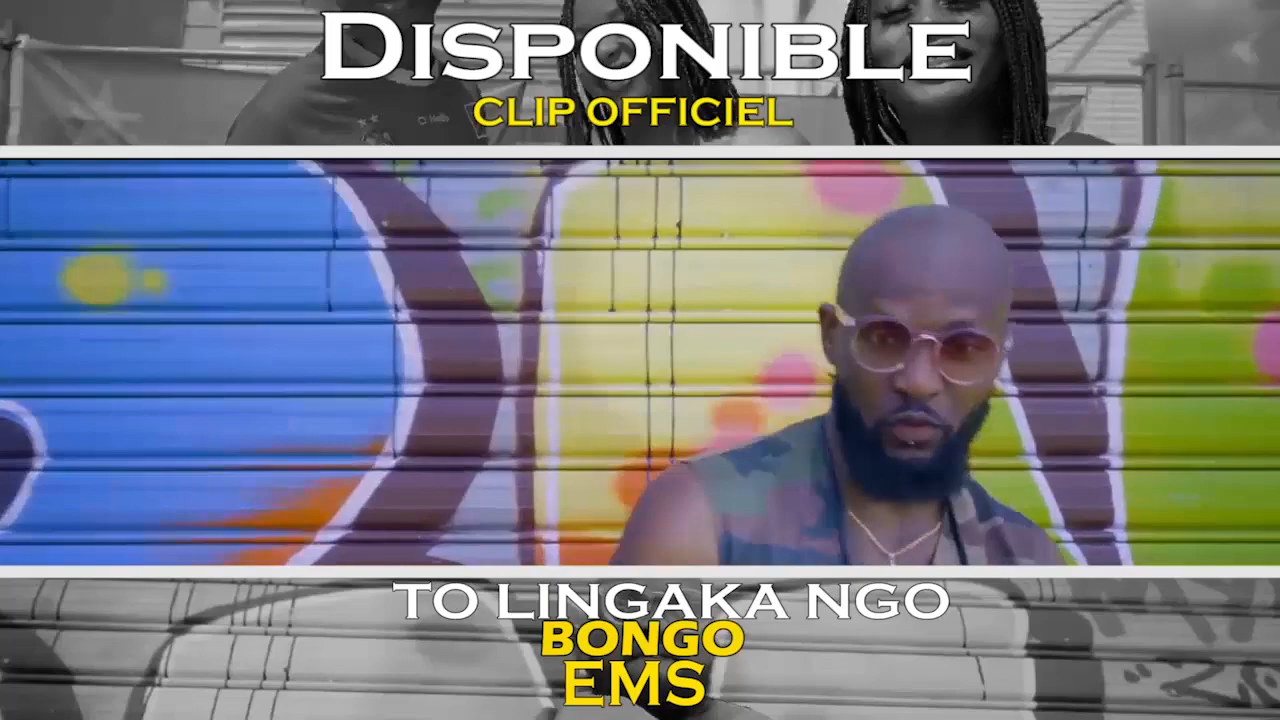 DISPONIBLE
CLIP OFFICIEL
TO LINGAKA NGO
BONGO
EMS